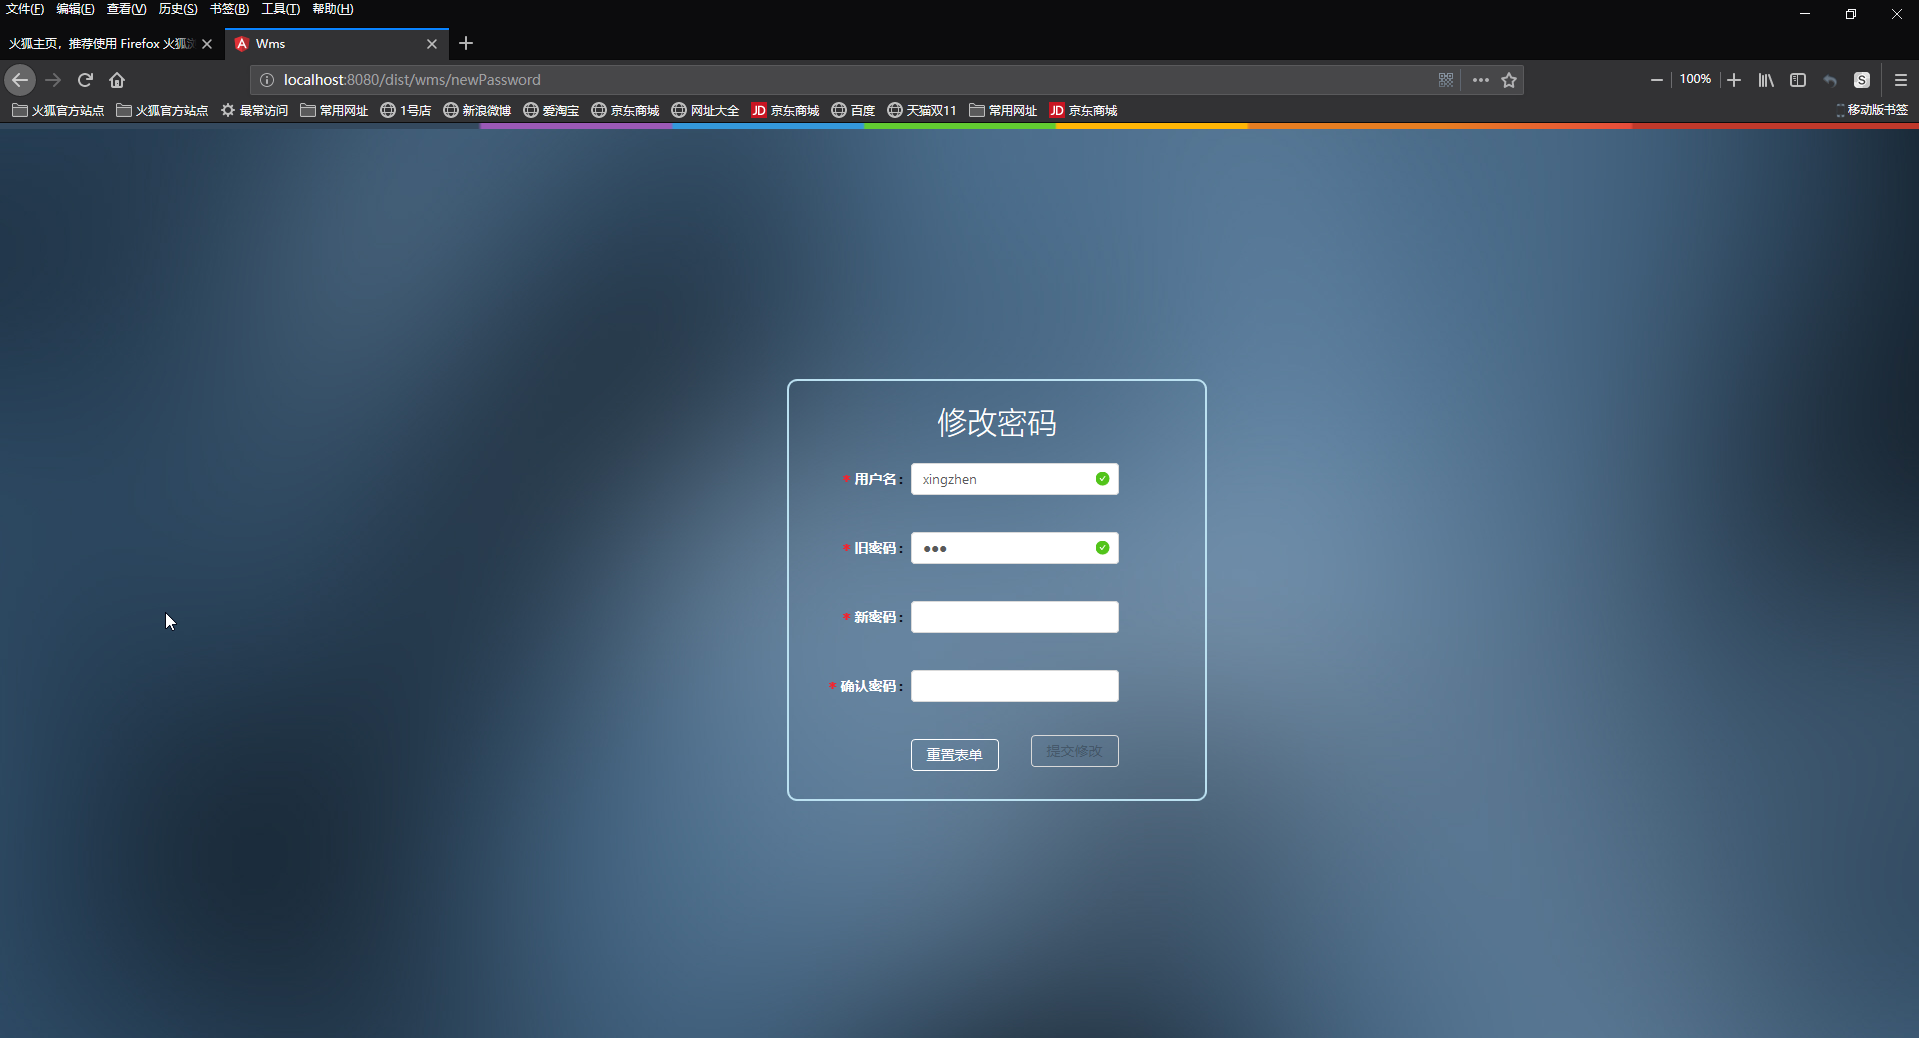 文件(F) 编辑(E) 查看(V) 历史(S) 书签(B) 工具(T) 帮助(H)
火狐主页，推荐使用 Firefox 火狐 Wms
localhost:8080/dist/wms/newPassword 100% S
火狐官方站点 火狐官方站点 最常访问 常用网址 1号店 新浪微博 爱淘宝 京东商城 网址大全 JD 京东商城 百度 天猫双11 常用网址 JD 京东商城 移动版书签
修改密码
* 用户名： xingzhen
* 旧密码： ●●●
* 新密码：
* 确认密码：
重置表单 提交修改